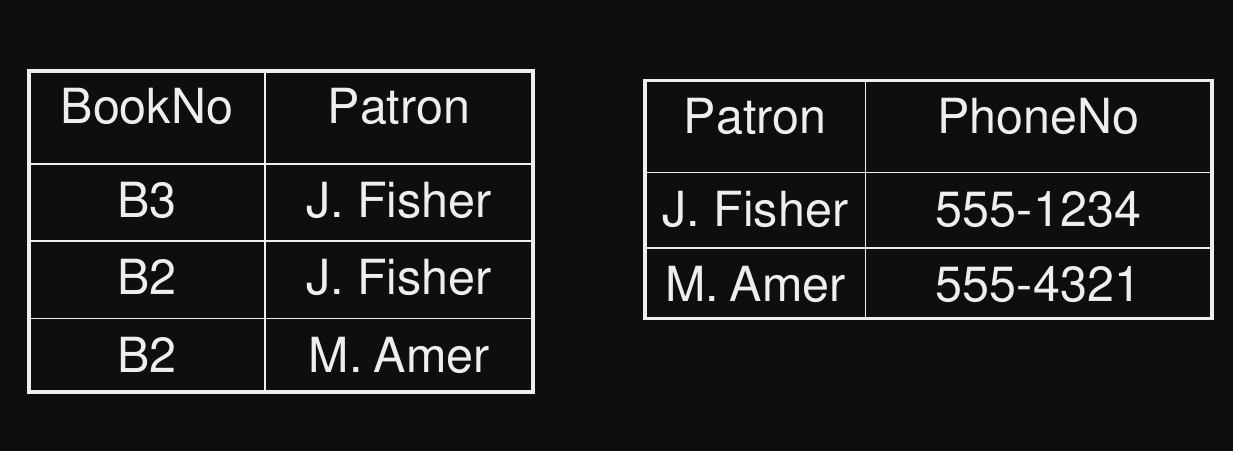 BookNo Patron
B3 J. Fisher
B2 J. Fisher
B2 M. Amer
Patron PhoneNo
J. Fisher 555-1234
M. Amer 555-4321